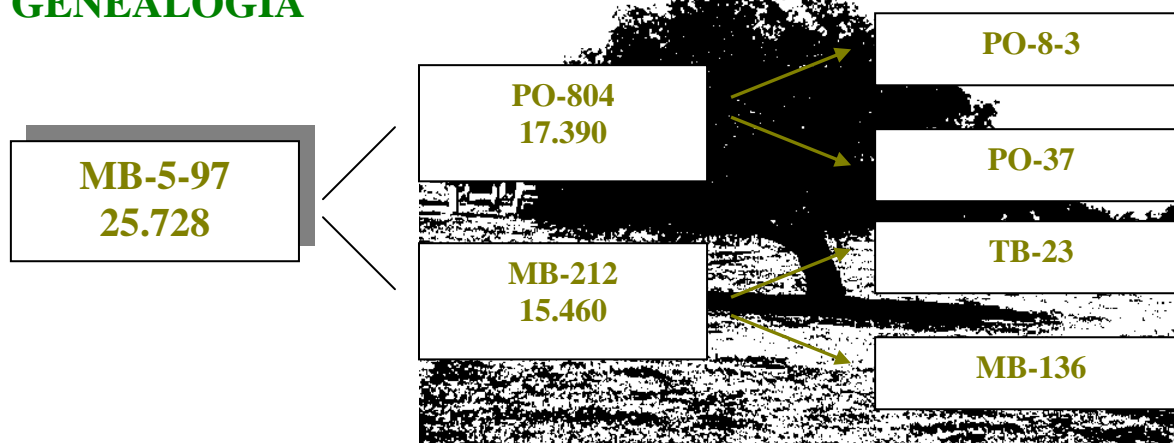 GENEALOGIA
MB-5-97
25.728
PO-804
17.390
MB-212
15.460
PO-8-3
PO-37
TB-23
MB-136